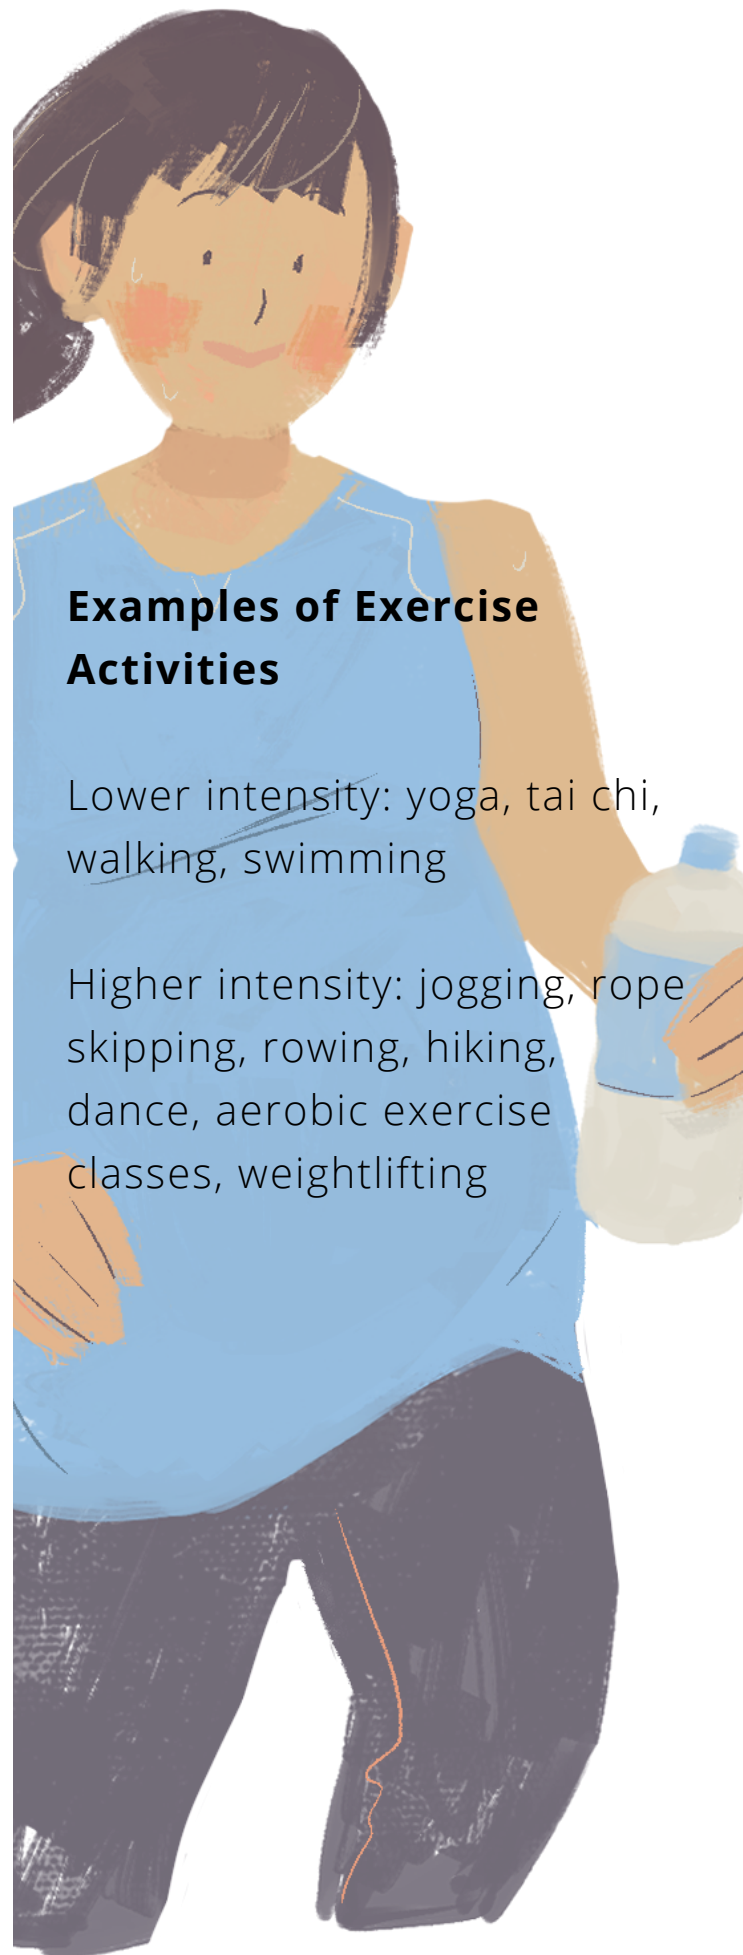 Examples of Exercise
Activities
Lower intensity: yoga, tai chi,
walking, swimming
Higher intensity: jogging, rope
skipping, rowing, hiking,
dance, aerobic exercise
classes, weightlifting